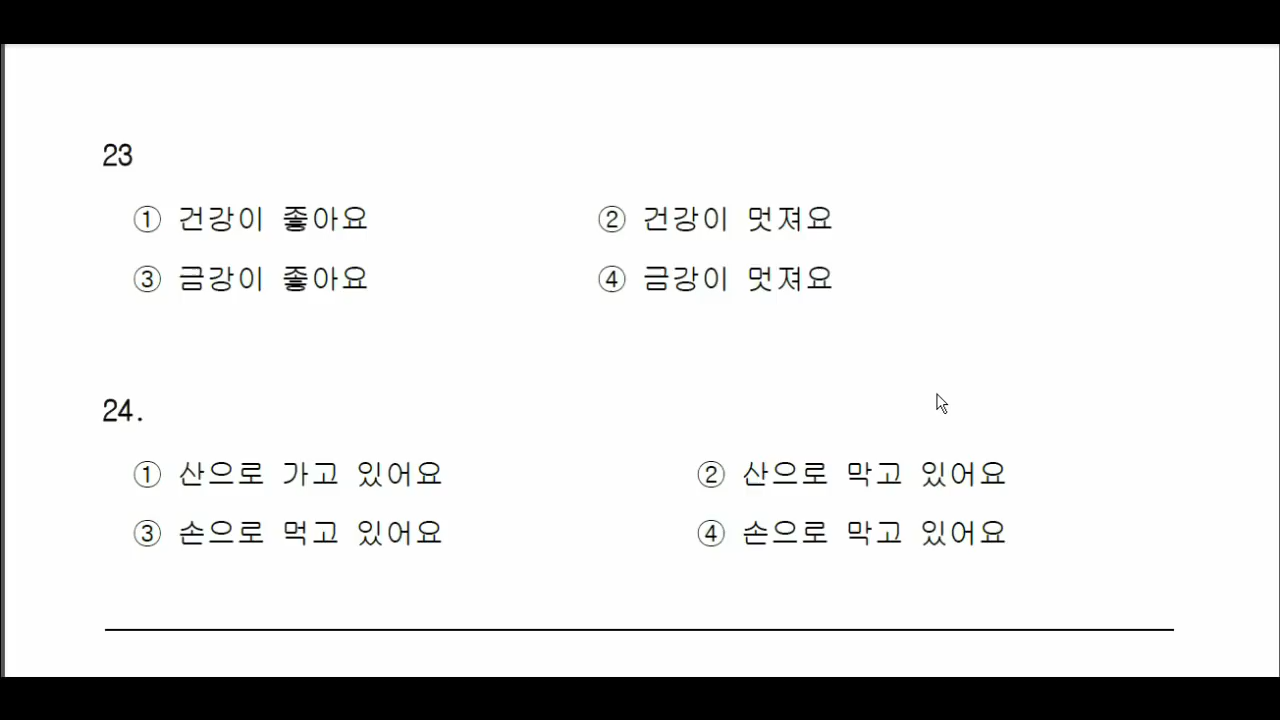 23
① 건강이 좋아요 ② 건강이 멋져요
③ 금강이 좋아요 ④ 금강이 멋져요
24.
① 산으로 가고 있어요 ② 산으로 막고 있어요
③ 손으로 먹고 있어요 ④ 손으로 막고 있어요